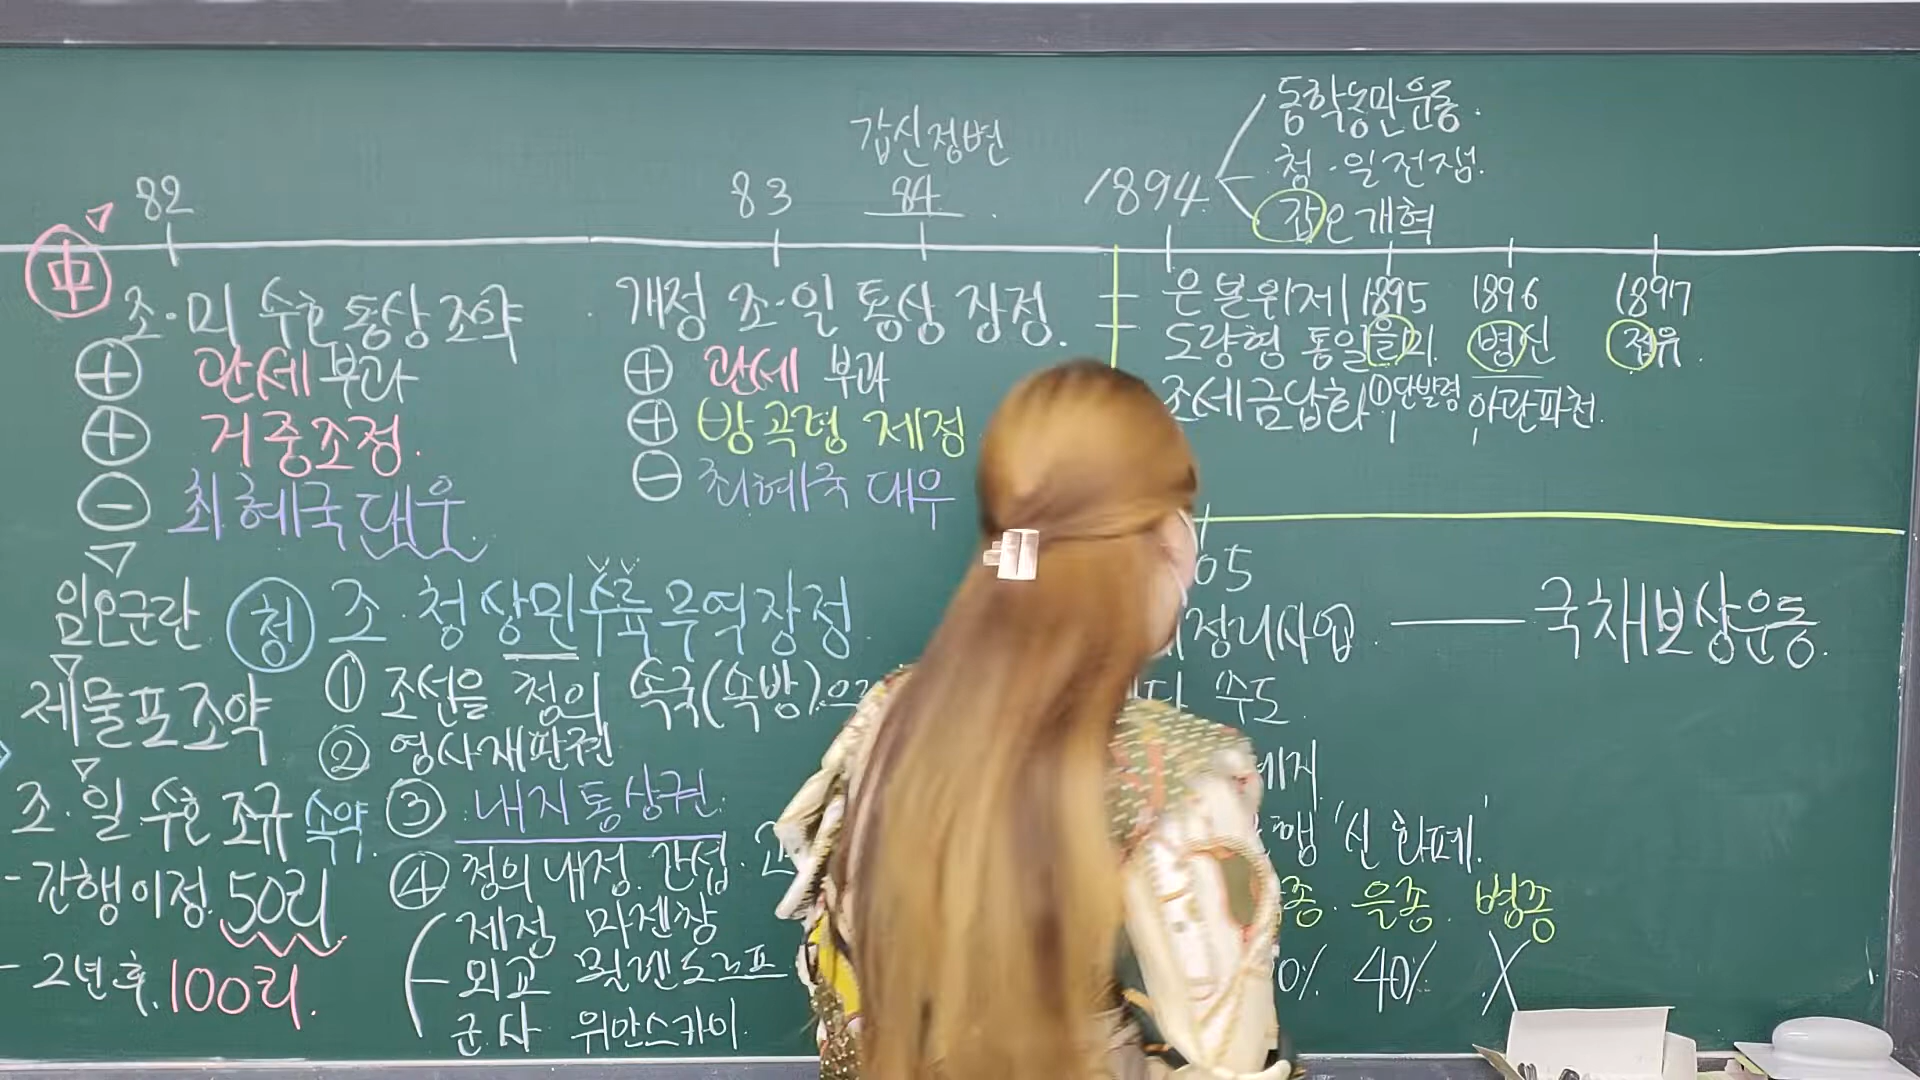 갑신정변
82
83
84
1894
동학농민운동.
청·일전쟁.
갑오개혁
中
조·미 수호통상조약
⊕ 관세 부과
⊕ 거중조정.
⊖ 최혜국대우
개정 조·일 통상 장정.
⊕ 관세 부과
⊕ 방곡령 제정
⊖ 최혜국 대우
은본위제
도량형 통일
조세금납화
1895
을미.
①단발령
1896
병신
아관파천.
1897
정유.
임오군란
제물포조약
조·일 수호 조규 속약.
- 간행이정 50리
- 2년 후. 100리.
청
조·청상민수륙무역장정.
① 조선을 청의 속국(속방)으
② 영사재판권
③ 내지통상권.
④ 청의 내정 간섭.
재정 마젠창
외교 묄렌도르프
군사 위안스카이.
05
정리사업 — 국채보상운동.
주도.
'신 화폐'.
종. 을종. 병종
0% 40% X